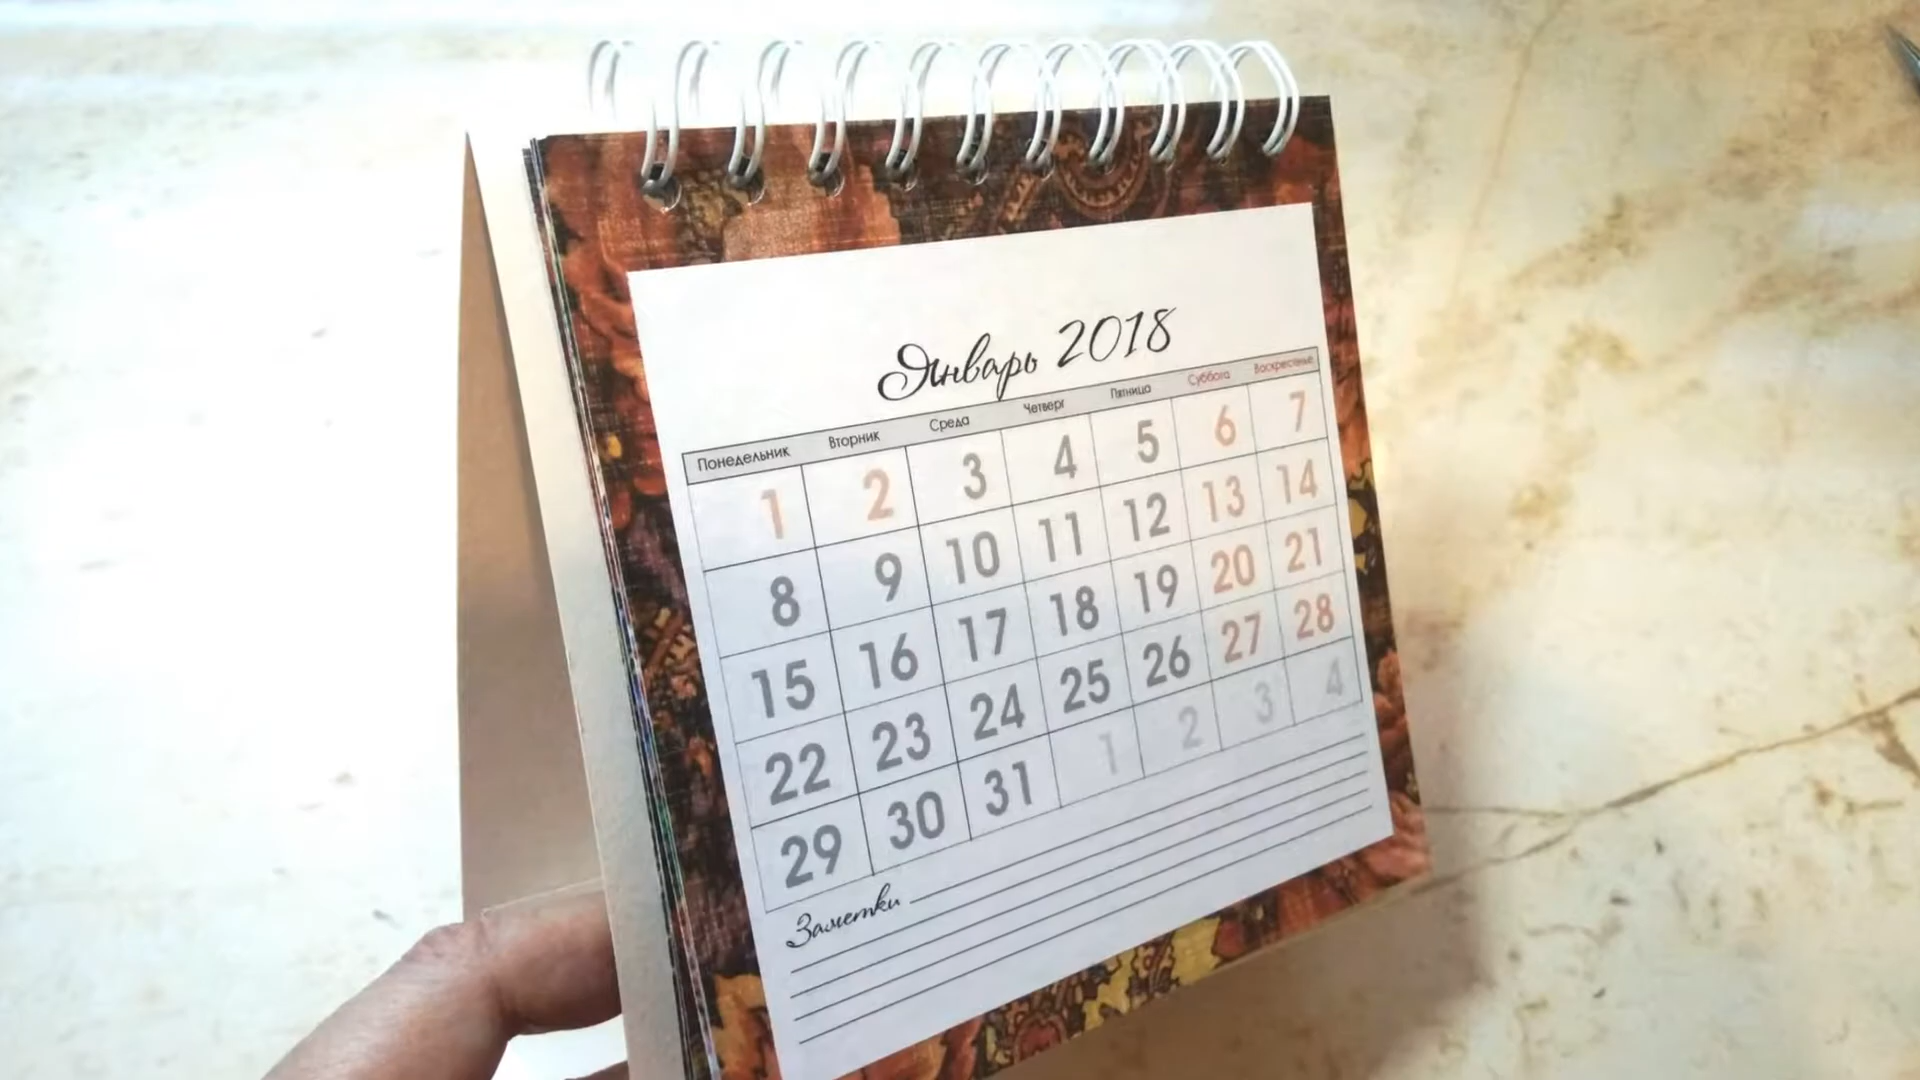 Январь 2018
Понедельник Вторник Среда Четверг Пятница Суббота Воскресенье
1 2 3 4 5 6 7
8 9 10 11 12 13 14
15 16 17 18 19 20 21
22 23 24 25 26 27 28
29 30 31 1 2 3 4
Заметки